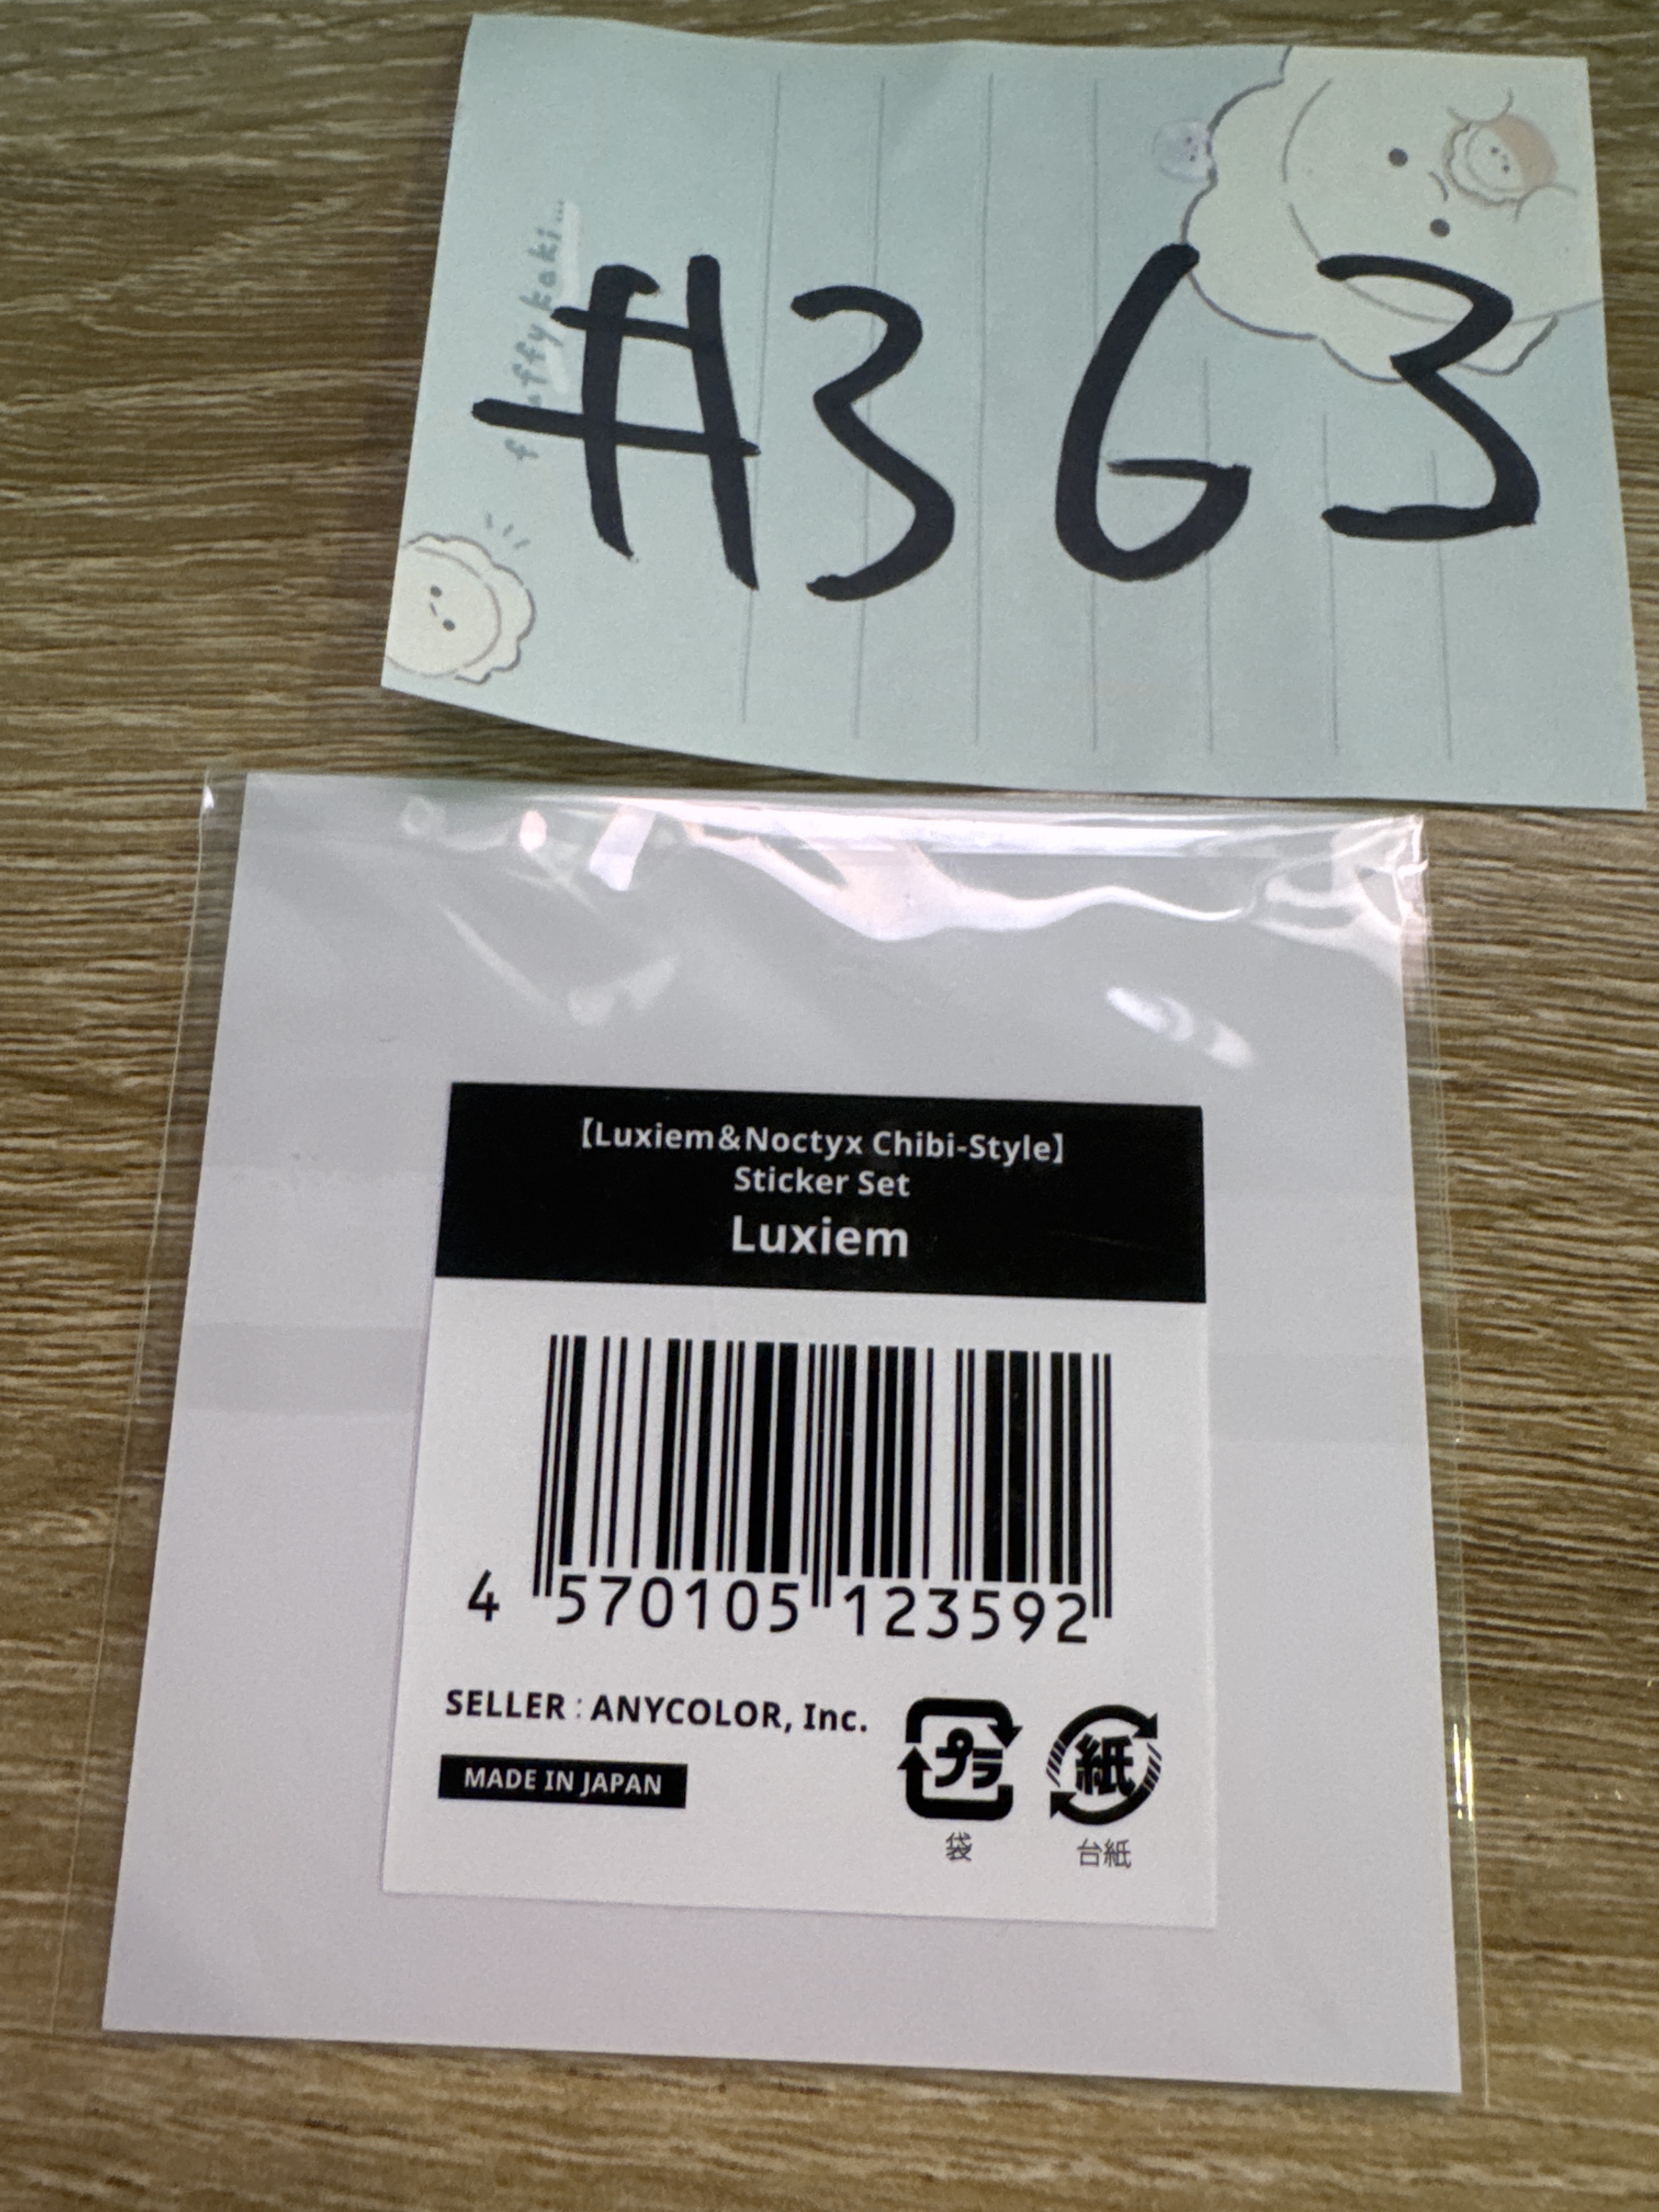 #363
fluffy kaki...
【Luxiem&Noctyx Chibi-Style】
Sticker Set
Luxiem
4 570105 123592
SELLER : ANYCOLOR, Inc.
MADE IN JAPAN
プラ
紙
袋
台紙